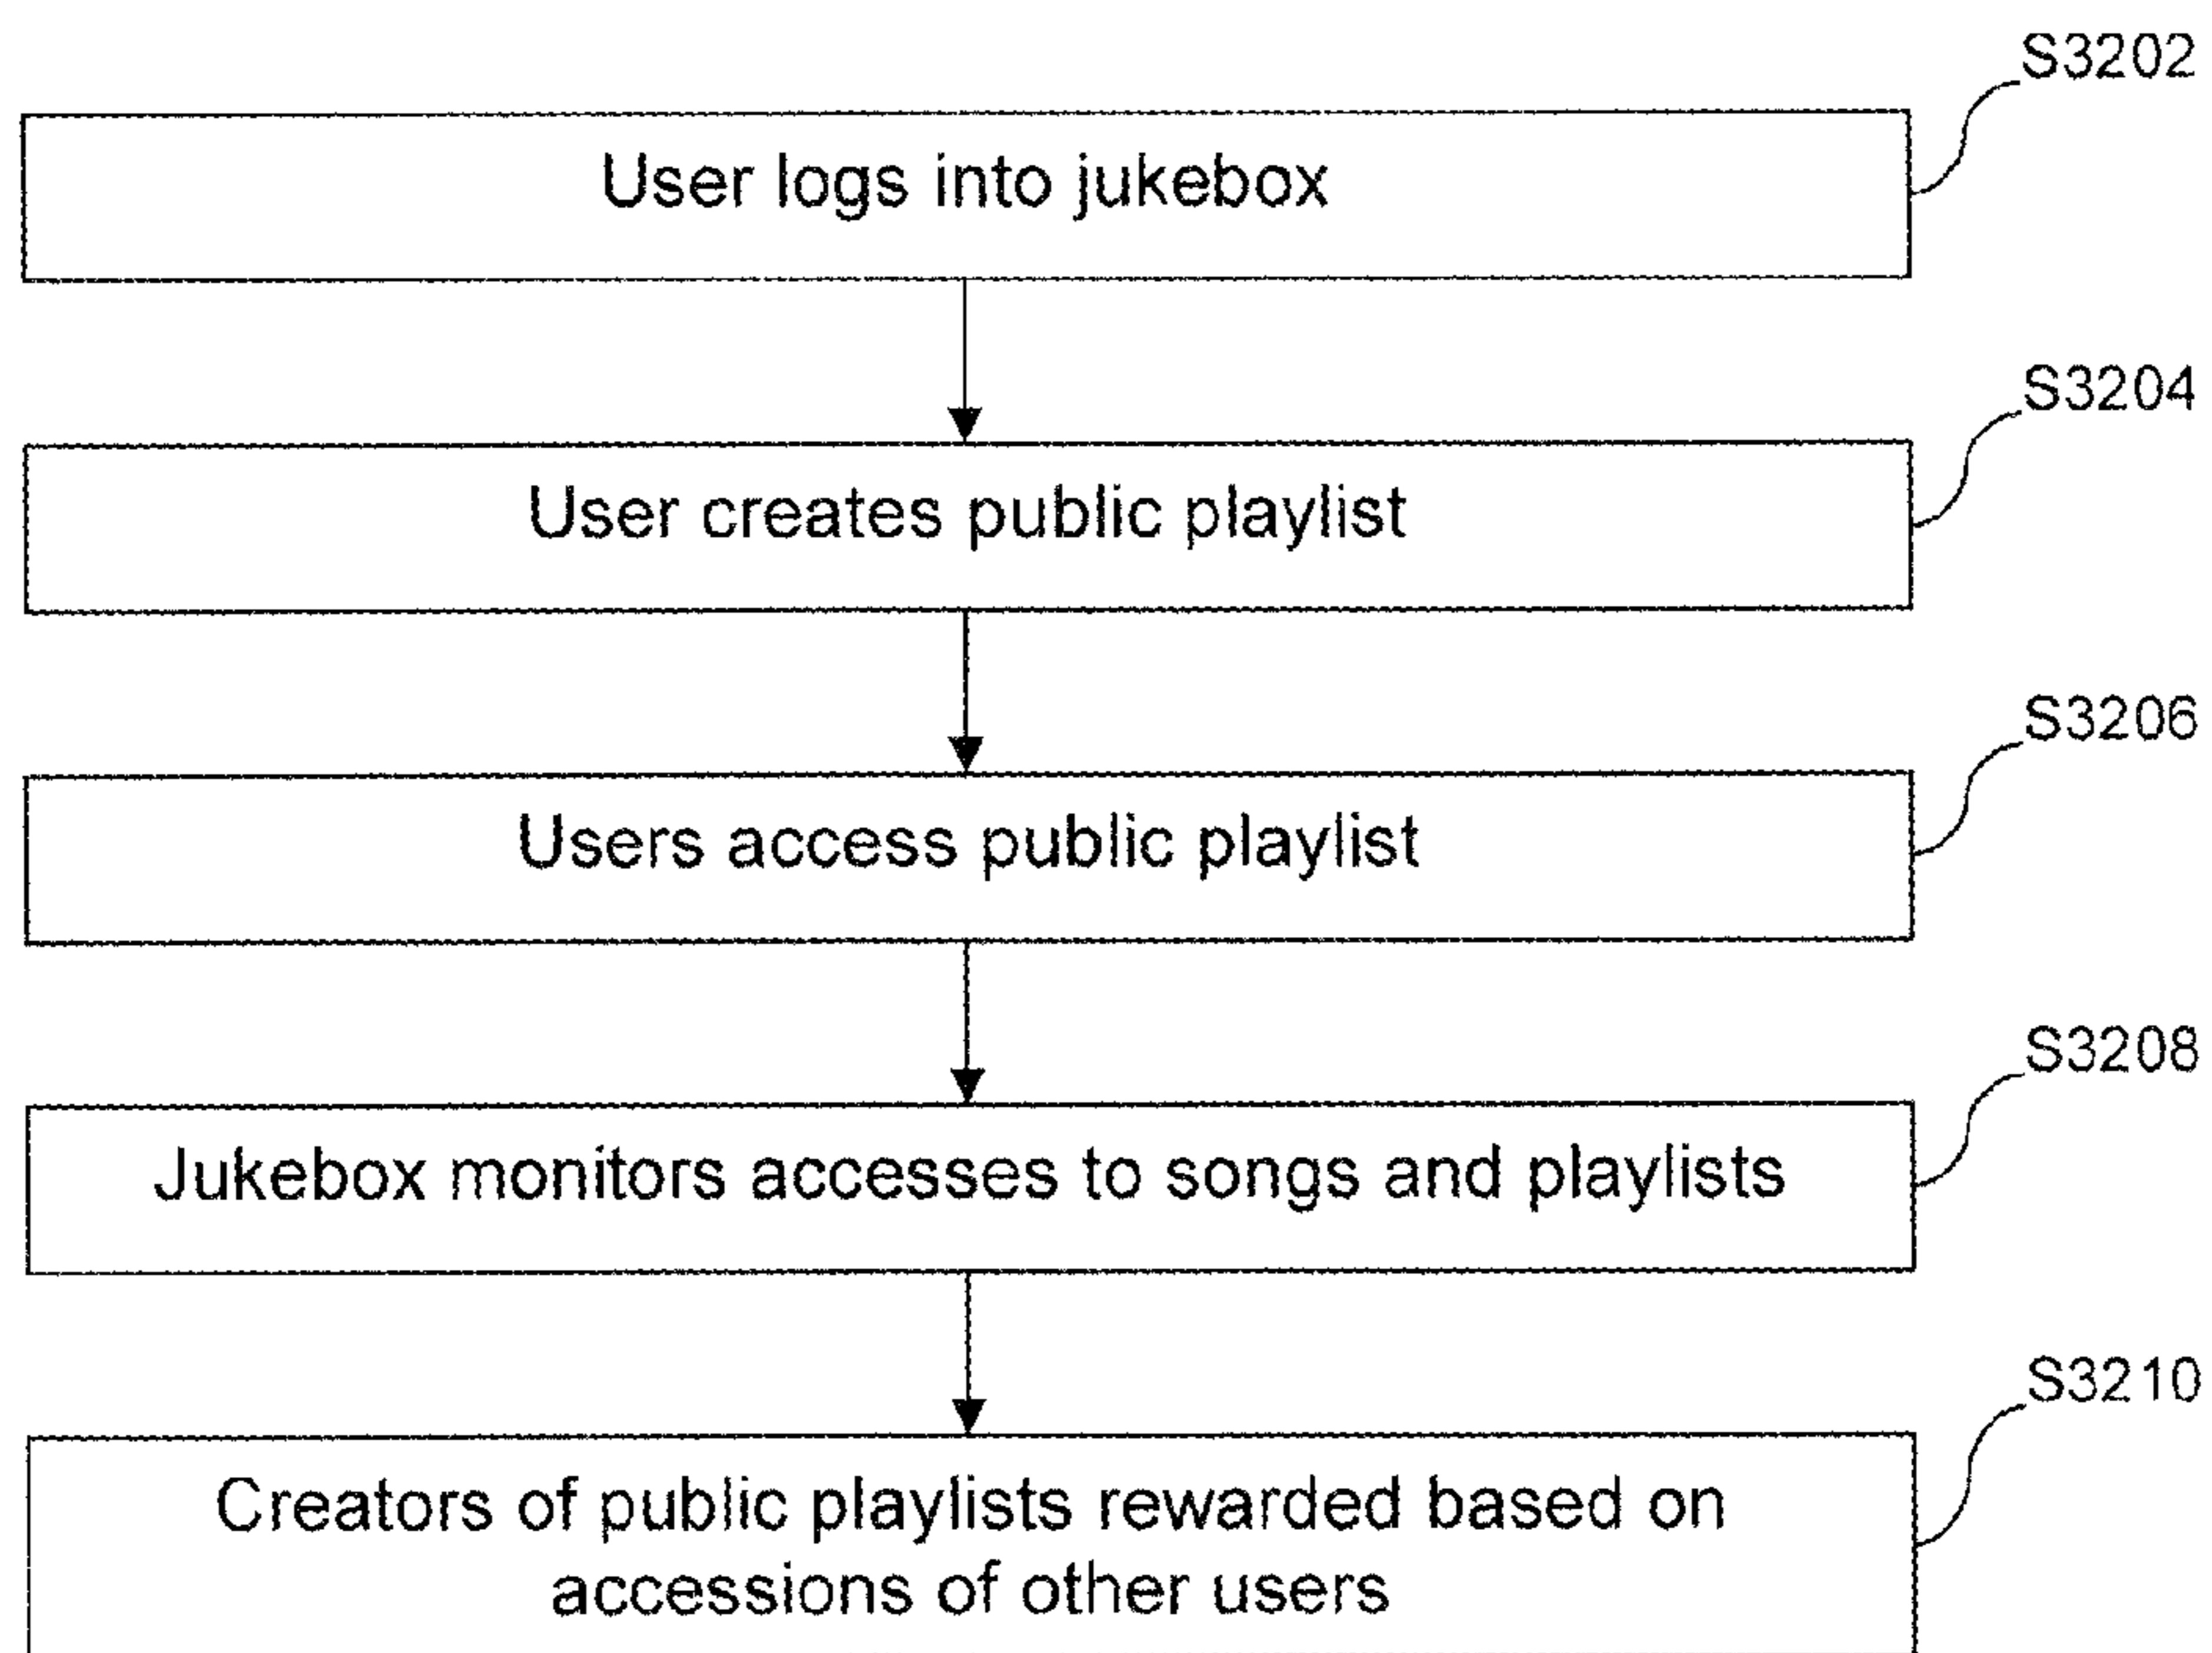 S3202
User logs into jukebox
S3204
User creates public playlist
S3206
Users access public playlist
S3208
Jukebox monitors accesses to songs and playlists
S3210
Creators of public playlists rewarded based on
accessions of other users